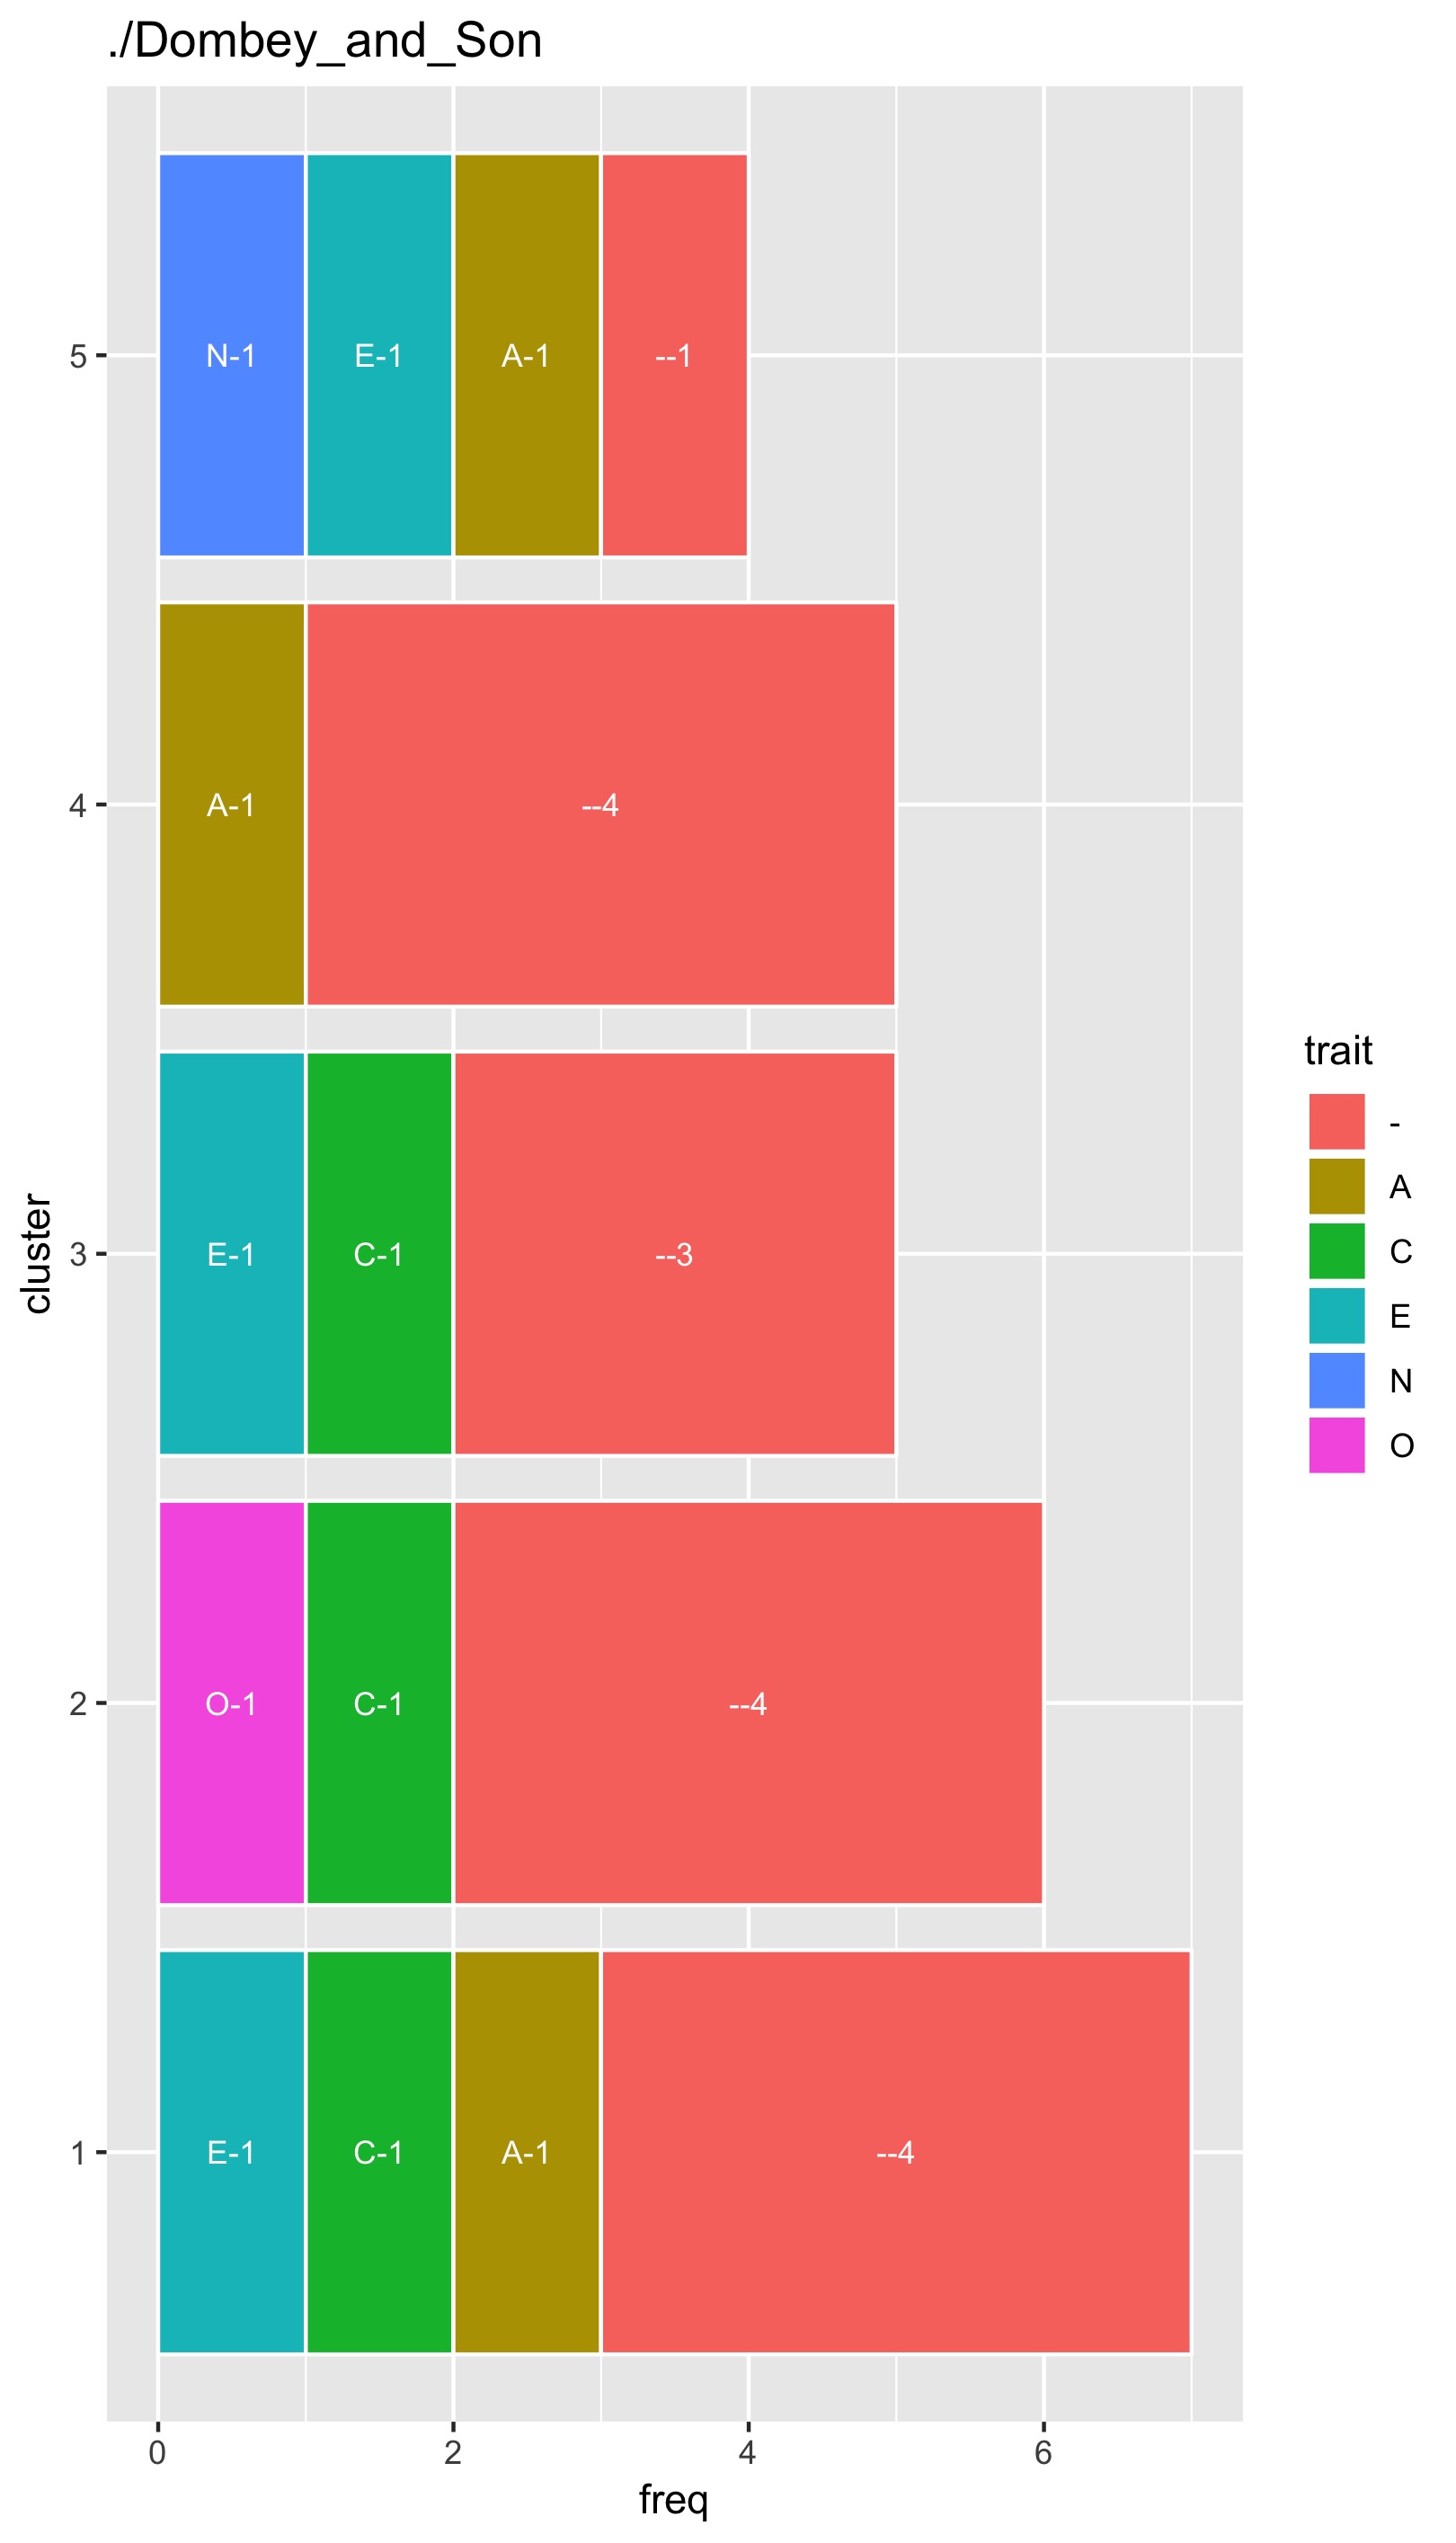 ./Dombey_and_Son
5
N-1 E-1 A-1 --1
4
A-1 --4
cluster
3
E-1 C-1 --3
2
O-1 C-1 --4
1
E-1 C-1 A-1 --4
0 2 4 6
freq
trait
-
A
C
E
N
O